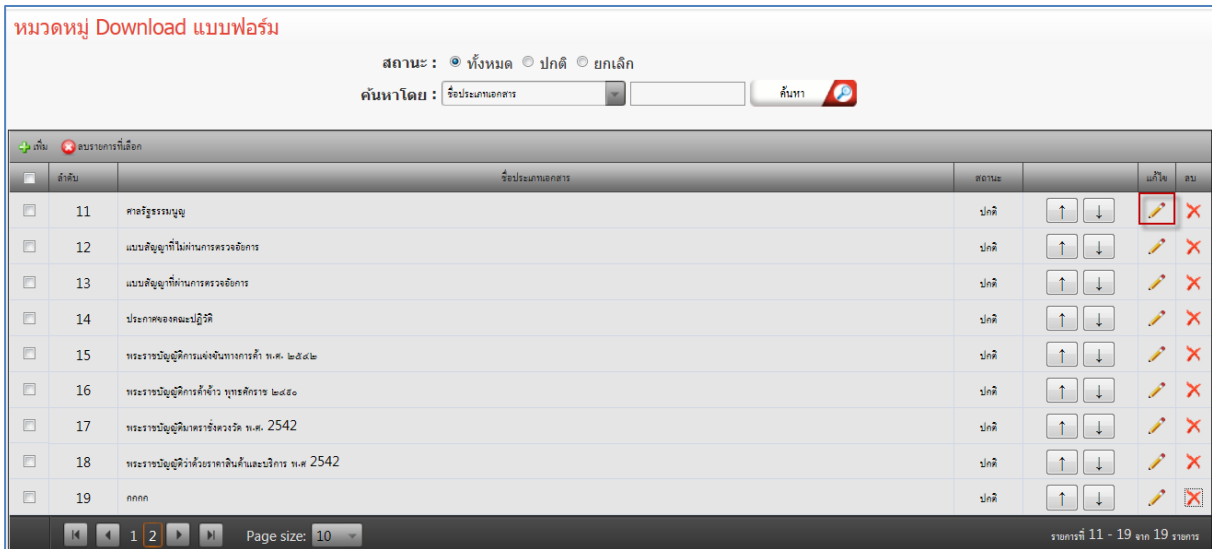 หมวดหมู่ Download แบบฟอร์ม
สถานะ : ทั้งหมด ปกติ ยกเลิก
ค้นหาโดย : ชื่อประเภทเอกสาร ค้นหา
เพิ่ม ลบรายการที่เลือก
ลำดับ ชื่อประเภทเอกสาร สถานะ แก้ไข ลบ
11 ศาลรัฐธรรมนูญ ปกติ ↑ ↓
12 แบบสัญญาที่ไม่ผ่านการตรวจอัยการ ปกติ ↑ ↓
13 แบบสัญญาที่ผ่านการตรวจอัยการ ปกติ ↑ ↓
14 ประกาศของคณะปฏิวัติ ปกติ ↑ ↓
15 พระราชบัญญัติการแข่งขันทางการค้า พ.ศ. ๒๕๔๒ ปกติ ↑ ↓
16 พระราชบัญญัติการค้าข้าว พุทธศักราช ๒๔๘๐ ปกติ ↑ ↓
17 พระราชบัญญัติมาตราชั่งตวงวัด พ.ศ. 2542 ปกติ ↑ ↓
18 พระราชบัญญัติว่าด้วยราคาสินค้าและบริการ พ.ศ 2542 ปกติ ↑ ↓
19 กกกก ปกติ ↑ ↓
1 2 Page size: 10 รายการที่ 11 - 19 จาก 19 รายการ